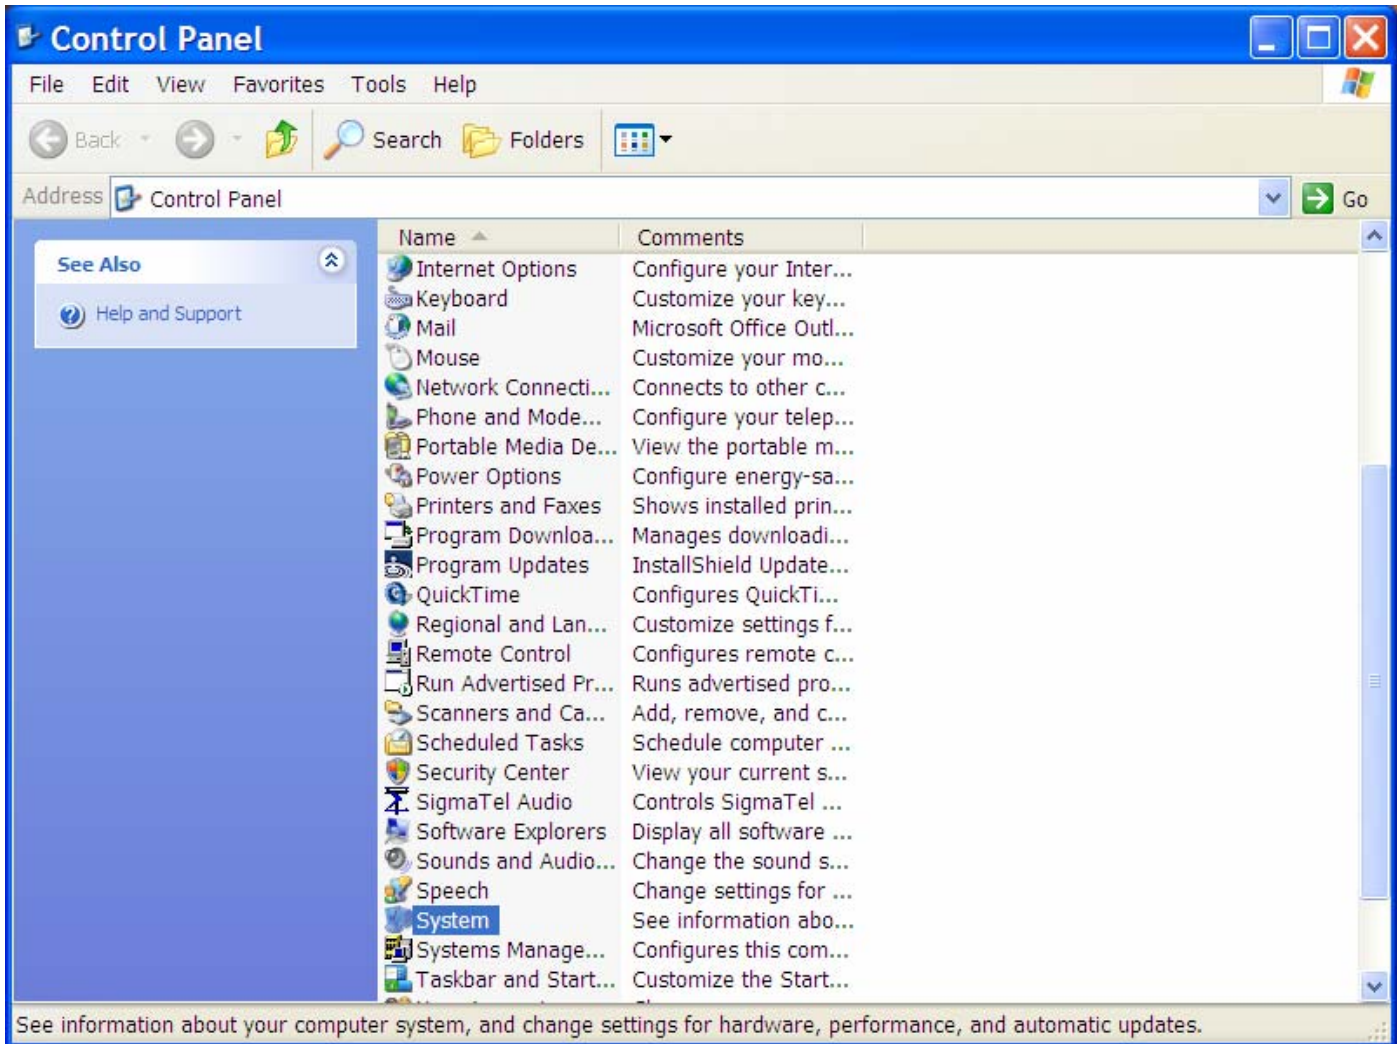 Control Panel
File Edit View Favorites Tools Help
Back Search Folders
Address Control Panel Go
See Also
Help and Support
Name Comments
Internet Options Configure your Inter...
Keyboard Customize your key...
Mail Microsoft Office Outl...
Mouse Customize your mo...
Network Connecti... Connects to other c...
Phone and Mode... Configure your telep...
Portable Media De... View the portable m...
Power Options Configure energy-sa...
Printers and Faxes Shows installed prin...
Program Downloa... Manages downloadi...
Program Updates InstallShield Update...
QuickTime Configures QuickTi...
Regional and Lan... Customize settings f...
Remote Control Configures remote c...
Run Advertised Pr... Runs advertised pro...
Scanners and Ca... Add, remove, and c...
Scheduled Tasks Schedule computer ...
Security Center View your current s...
SigmaTel Audio Controls SigmaTel ...
Software Explorers Display all software ...
Sounds and Audio... Change the sound s...
Speech Change settings for ...
System See information abo...
Systems Manage... Configures this com...
Taskbar and Start... Customize the Start...
See information about your computer system, and change settings for hardware, performance, and automatic updates.